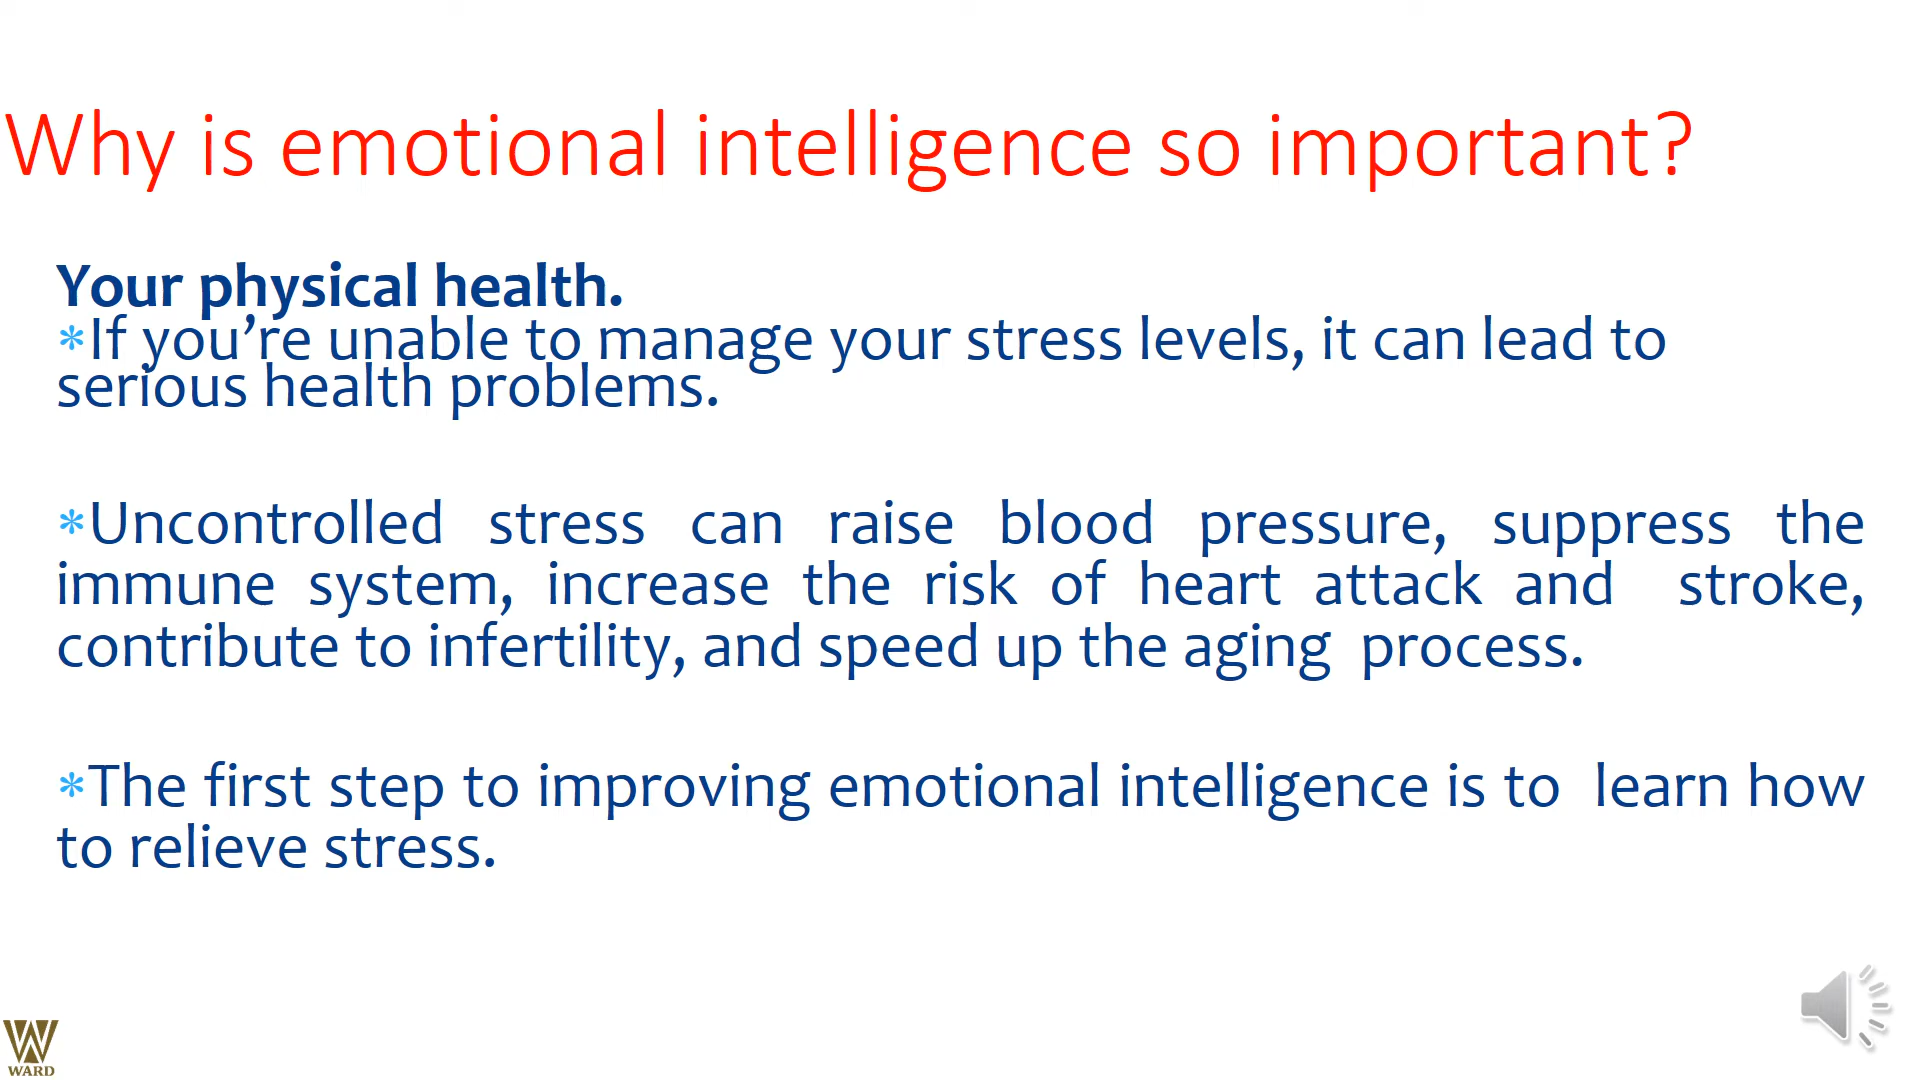 Why is emotional intelligence so important?
Your physical health.
*If you’re unable to manage your stress levels, it can lead to
serious health problems.
*Uncontrolled stress can raise blood pressure, suppress the
immune system, increase the risk of heart attack and stroke,
contribute to infertility, and speed up the aging process.
*The first step to improving emotional intelligence is to learn how
to relieve stress.
WARD